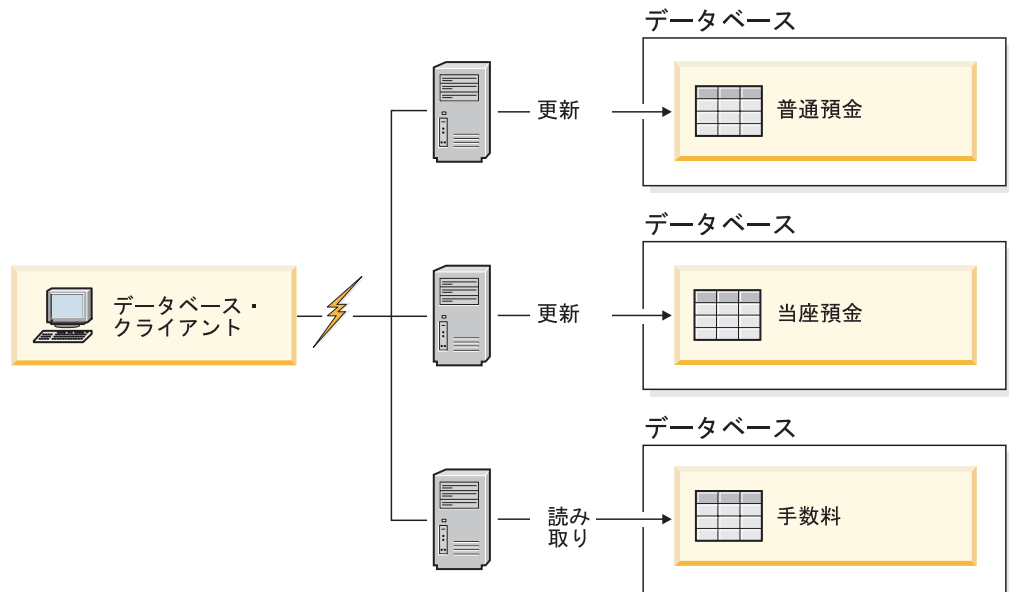 データベース
更新
普通預金
データベース
データベース・
クライアント
更新
当座預金
データベース
読み
取り
手数料